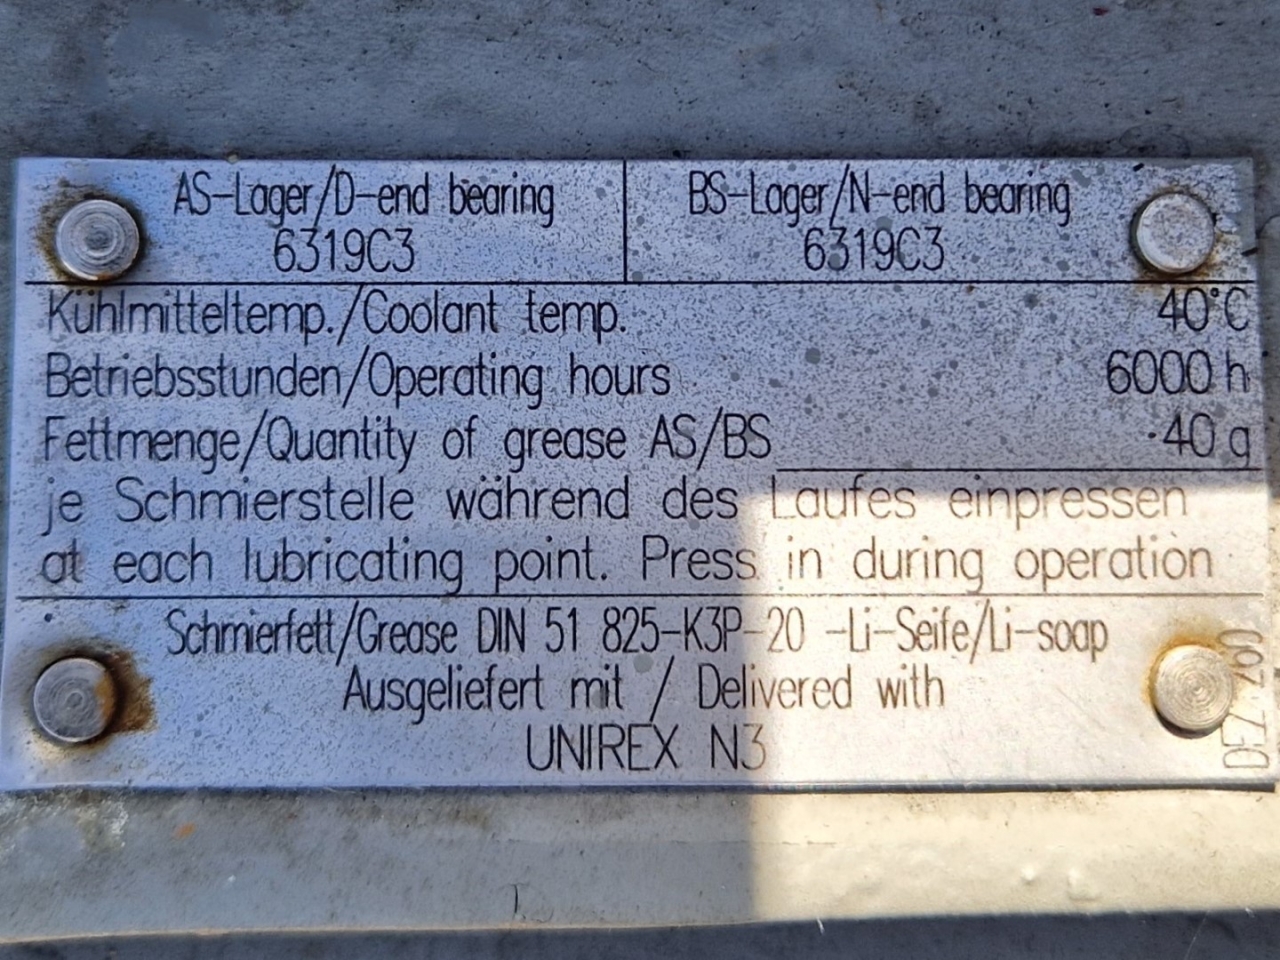 AS-Lager/D-end bearing
6319C3
BS-Lager/N-end bearing
6319C3
Kühlmitteltemp./Coolant temp. 40°C
Betriebsstunden/Operating hours 6000 h
Fettmenge/Quantity of grease AS/BS 40 g
je Schmierstelle während des Laufes einpressen
at each lubricating point. Press in during operation
Schmierfett/Grease DIN 51 825-K3P-20 -Li-Seife/Li-soap
Ausgeliefert mit / Delivered with
UNIREX N3